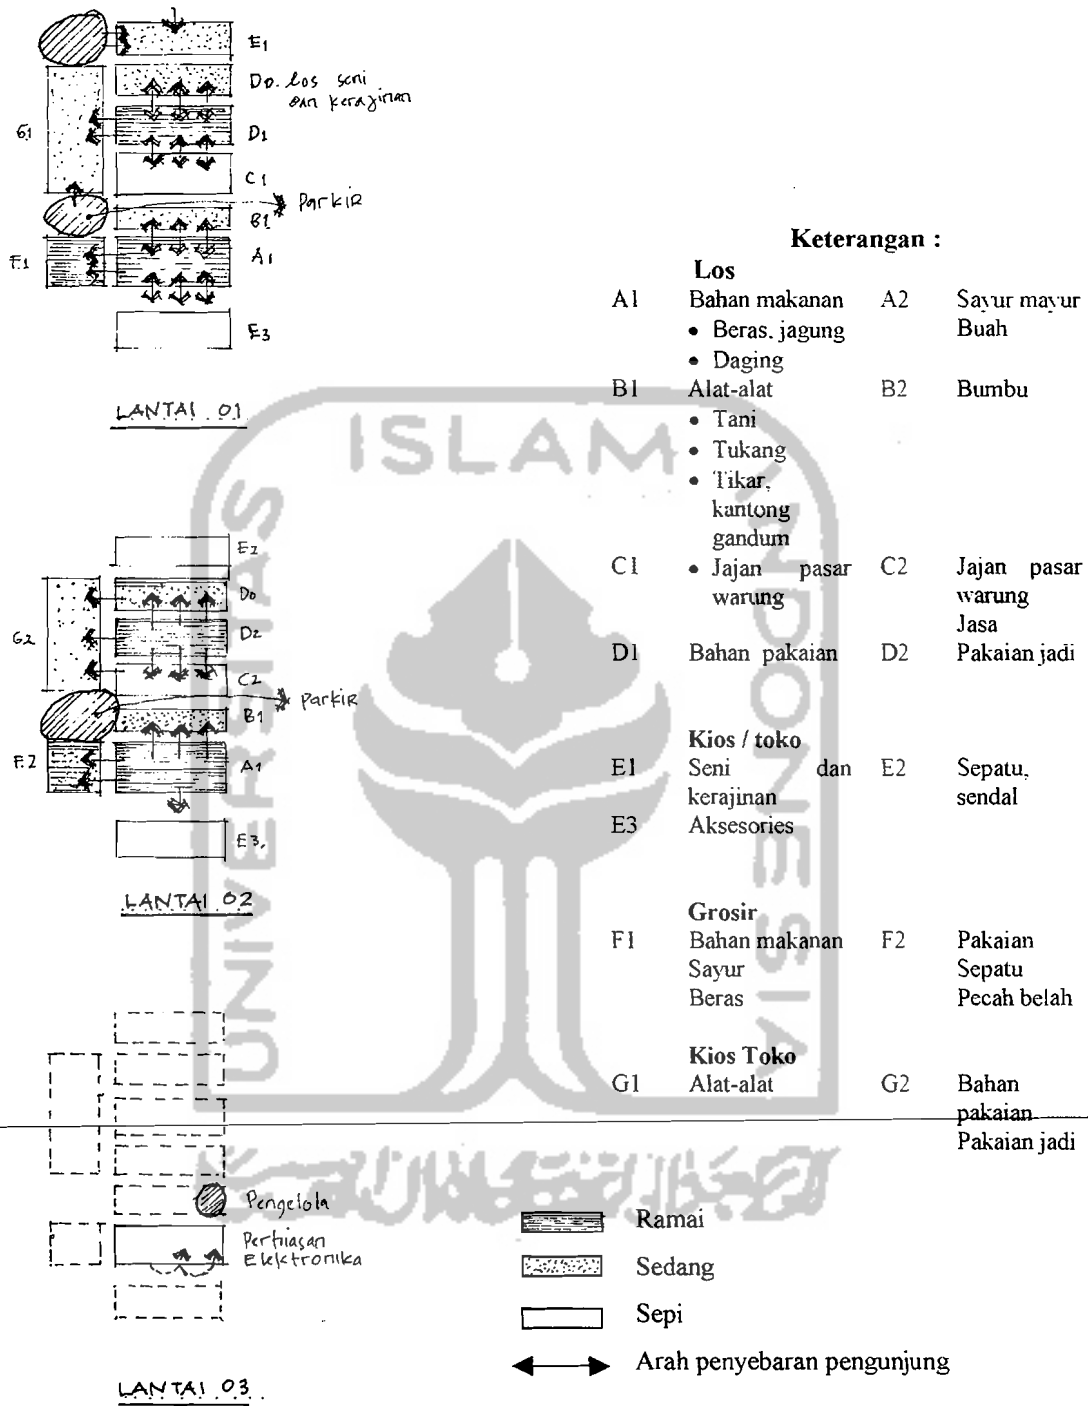 E1
Do. los seni
dan kerajinan
G1
D1
C1
Parkir
B1
F.1
A1
E3
LANTAI 01
Keterangan :
Los
A1 Bahan makanan A2 Sayur mayur
• Beras, jagung Buah
• Daging
B1 Alat-alat B2 Bumbu
• Tani
• Tukang
• Tikar,
kantong
gandum
C1 • Jajan pasar C2 Jajan pasar
warung warung
Jasa
D1 Bahan pakaian D2 Pakaian jadi
Kios / toko
E1 Seni dan E2 Sepatu,
kerajinan sendal
E3 Aksesories
Grosir
F1 Bahan makanan F2 Pakaian
Sayur Sepatu
Beras Pecah belah
Kios Toko
G1 Alat-alat G2 Bahan
pakaian
Pakaian jadi
E2
Do
G2
D2
C2
Parkir
B1
F.2
A1
E3.
LANTAI 02
Pengelola
Perhiasan
Elektronika
LANTAI 03
Ramai
Sedang
Sepi
Arah penyebaran pengunjung
UNIVERSITAS
ISLAM
INDONESIA